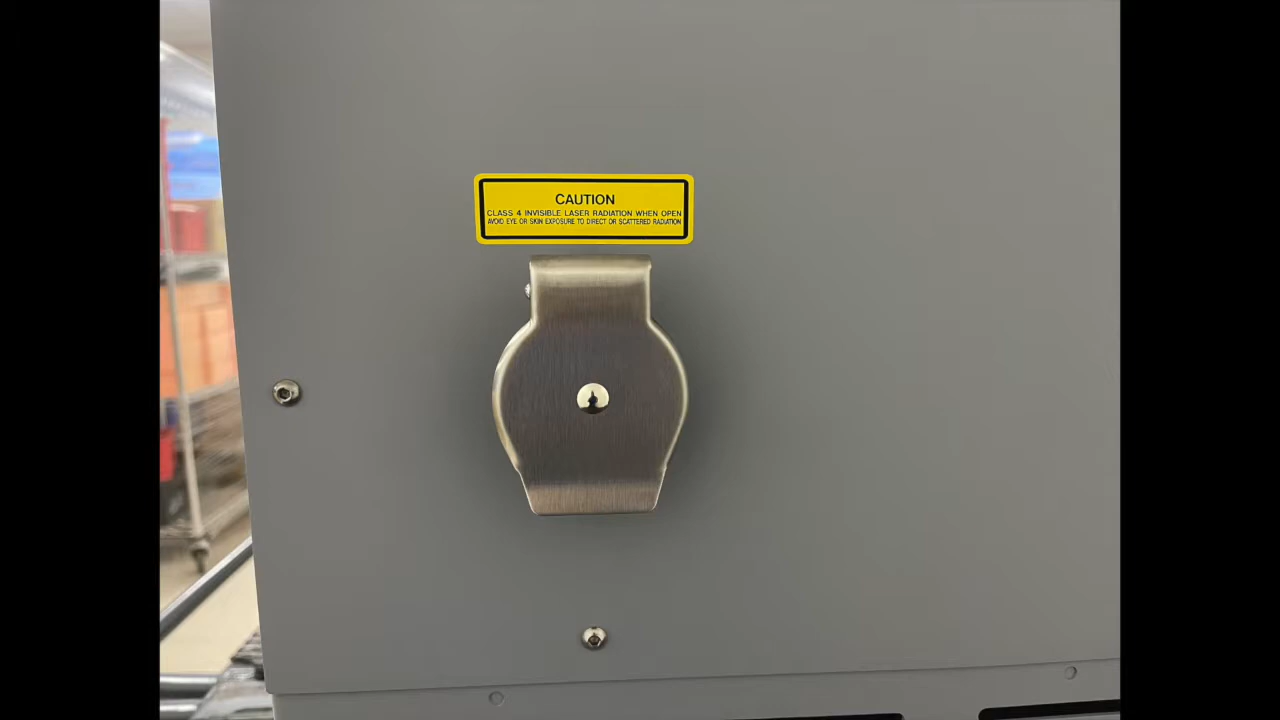 CAUTION
CLASS 4 INVISIBLE LASER RADIATION WHEN OPEN
AVOID EYE OR SKIN EXPOSURE TO DIRECT OR SCATTERED RADIATION